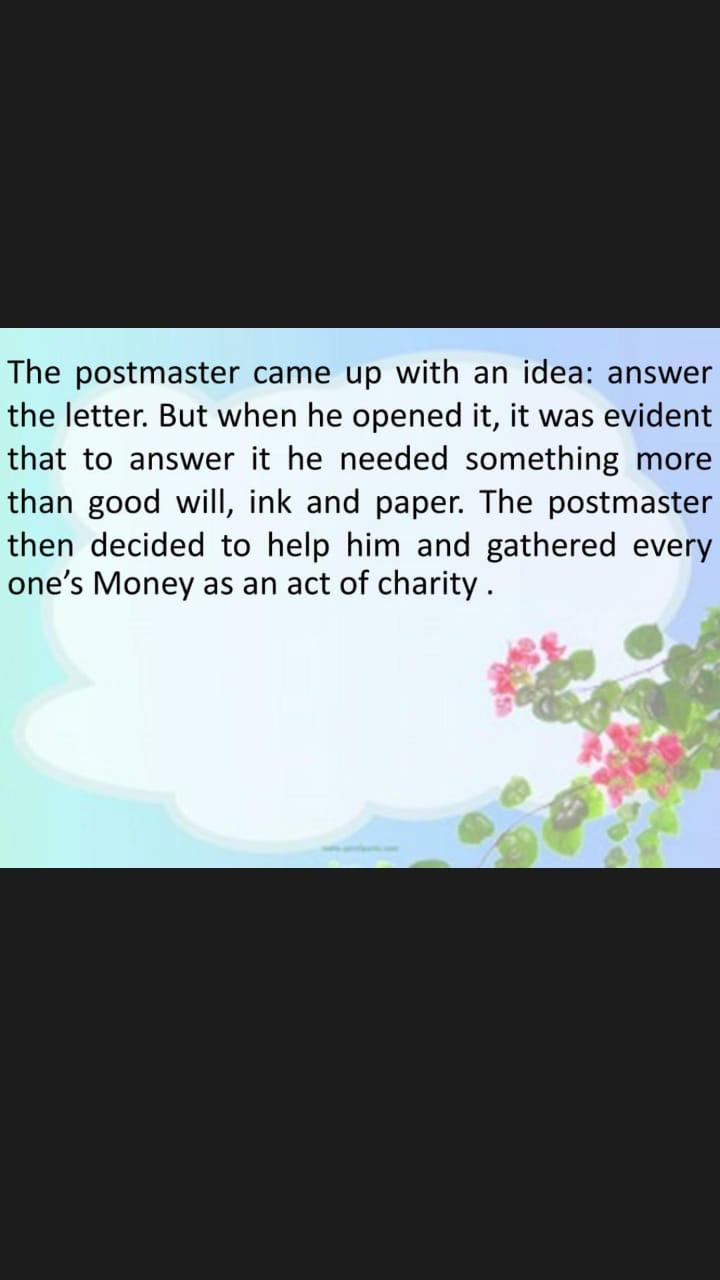 The postmaster came up with an idea: answer
the letter. But when he opened it, it was evident
that to answer it he needed something more
than good will, ink and paper. The postmaster
then decided to help him and gathered every
one’s Money as an act of charity .